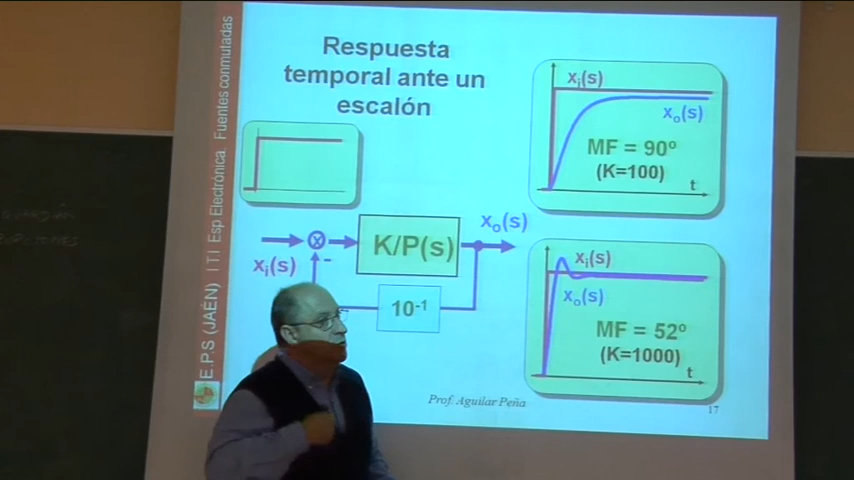 Respuesta
temporal ante un
escalón
xᵢ(s)
xₒ(s)
MF = 90º
(K=100)
t
xₒ(s)
xᵢ(s)
-
K/P(s)
10⁻¹
xᵢ(s)
xₒ(s)
MF = 52º
(K=1000)
t
Prof. Aguilar Peña
17
E.P.S (JAÉN) I T I Esp Electrónica. Fuentes conmutadas